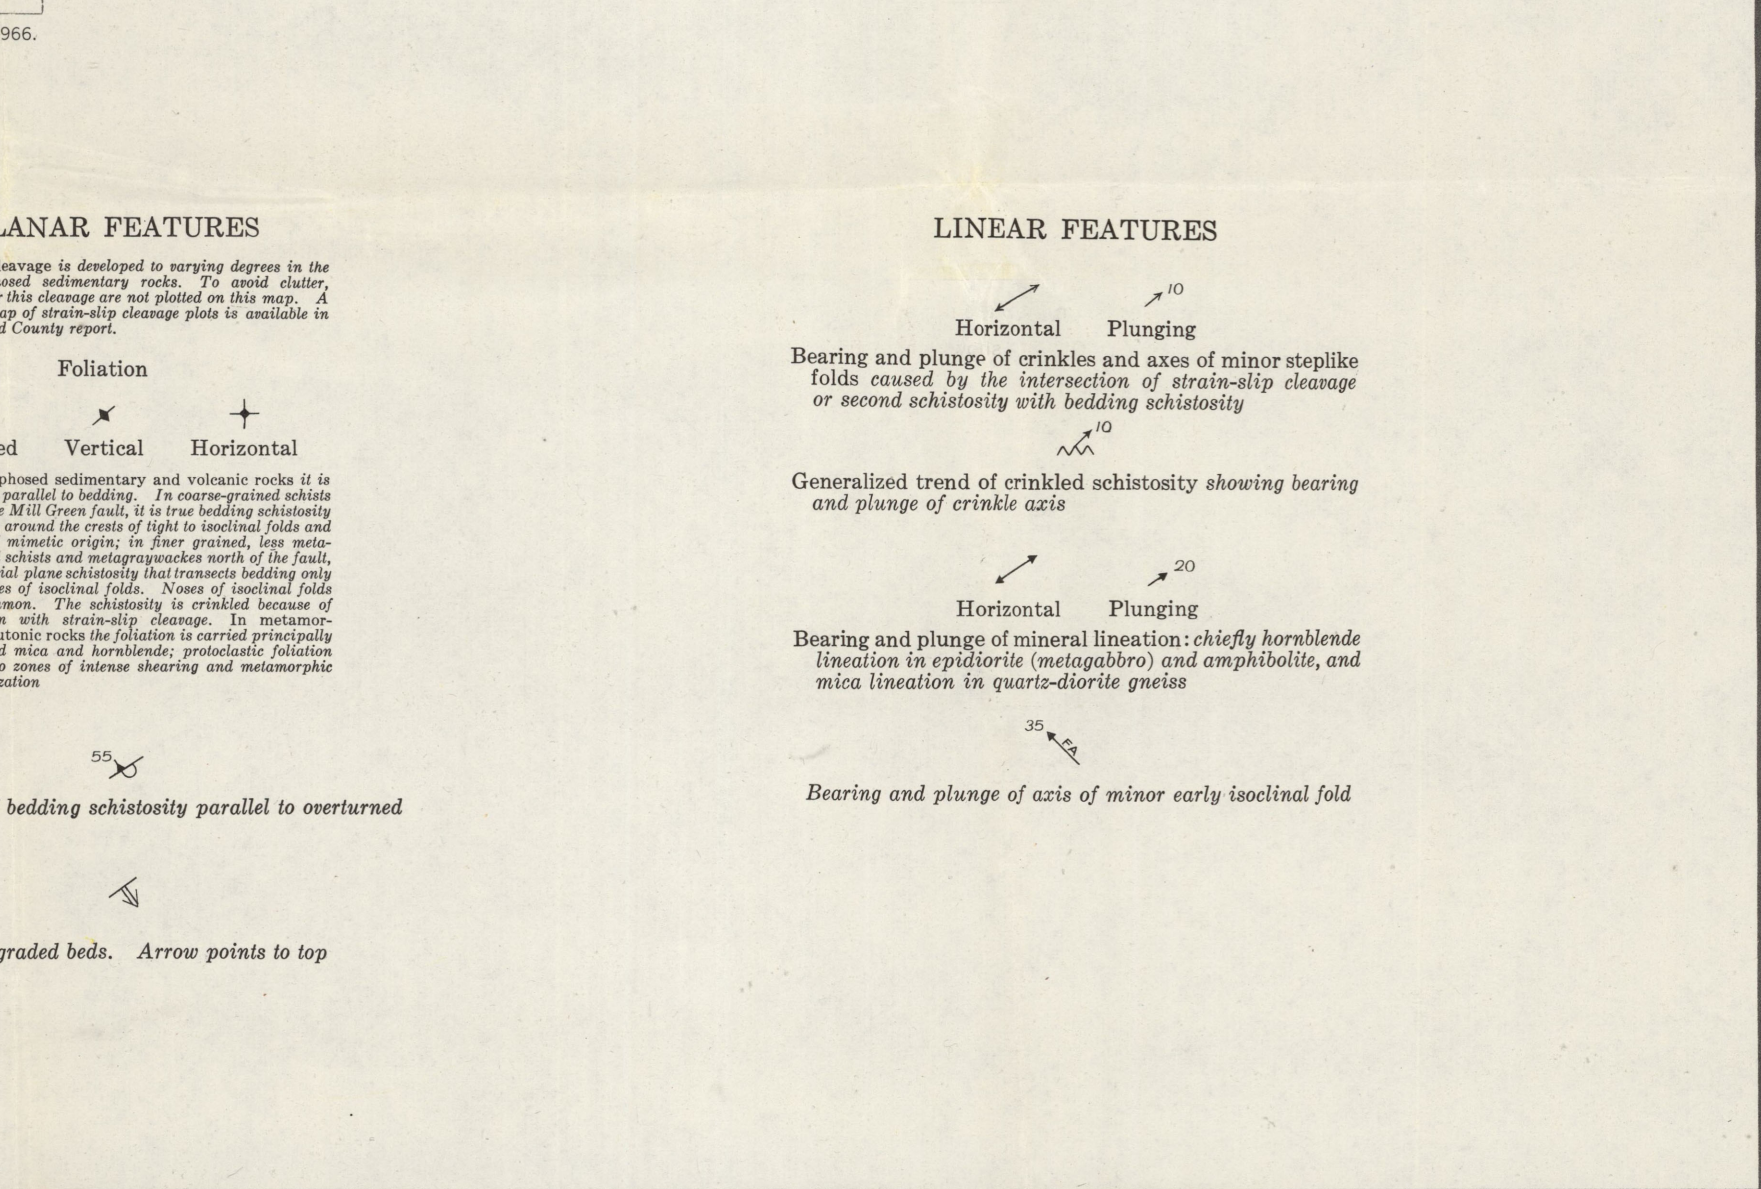 966.
LANAR FEATURES
leavage is developed to varying degrees in the
osed sedimentary rocks. To avoid clutter,
r this cleavage are not plotted on this map. A
ap of strain-slip cleavage plots is available in
d County report.
Foliation
ed Vertical Horizontal
phosed sedimentary and volcanic rocks it is
parallel to bedding. In coarse-grained schists
e Mill Green fault, it is true bedding schistosity
around the crests of tight to isoclinal folds and
mimetic origin; in finer grained, less meta-
schists and metagraywackes north of the fault,
ial plane schistosity that transects bedding only
es of isoclinal folds. Noses of isoclinal folds
mon. The schistosity is crinkled because of
n with strain-slip cleavage. In metamor-
utonic rocks the foliation is carried principally
d mica and hornblende; protoclastic foliation
o zones of intense shearing and metamorphic
zation
55
bedding schistosity parallel to overturned
graded beds. Arrow points to top
LINEAR FEATURES
10
Horizontal Plunging
Bearing and plunge of crinkles and axes of minor steplike
folds caused by the intersection of strain-slip cleavage
or second schistosity with bedding schistosity
10
Generalized trend of crinkled schistosity showing bearing
and plunge of crinkle axis
20
Horizontal Plunging
Bearing and plunge of mineral lineation: chiefly hornblende
lineation in epidiorite (metagabbro) and amphibolite, and
mica lineation in quartz-diorite gneiss
35
FA
Bearing and plunge of axis of minor early isoclinal fold